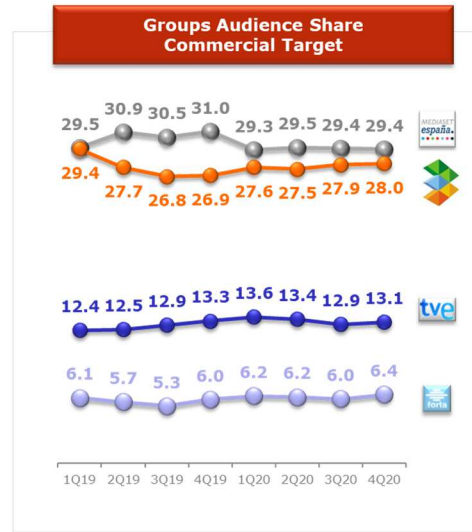 Groups Audience Share
Commercial Target
29.5 30.9 30.5 31.0 29.3 29.5 29.4 29.4
MEDIASET
españa.
29.4 27.7 26.8 26.9 27.6 27.5 27.9 28.0
12.4 12.5 12.9 13.3 13.6 13.4 12.9 13.1
tve
6.1 5.7 5.3 6.0 6.2 6.2 6.0 6.4
forta
1Q19 2Q19 3Q19 4Q19 1Q20 2Q20 3Q20 4Q20